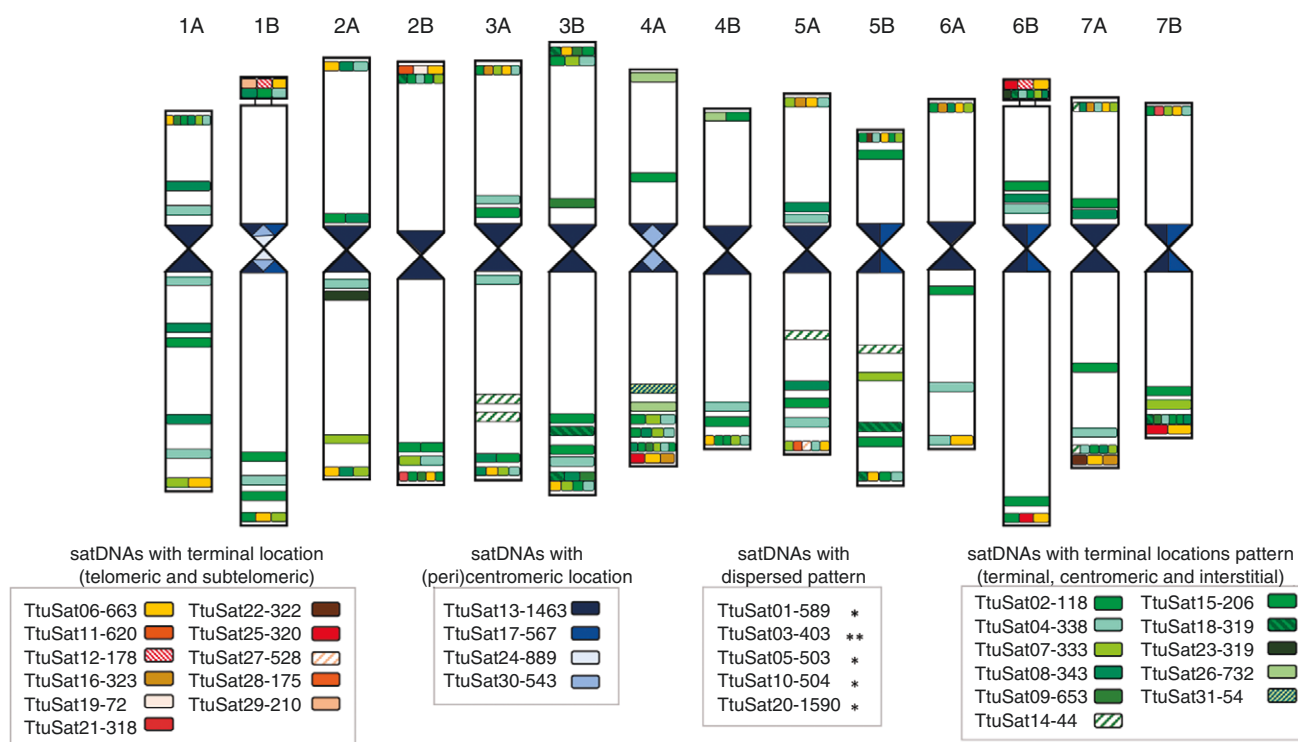 1A 1B 2A 2B 3A 3B 4A 4B 5A 5B 6A 6B 7A 7B
satDNAs with terminal location
(telomeric and subtelomeric)
TtuSat06-663 TtuSat22-322
TtuSat11-620 TtuSat25-320
TtuSat12-178 TtuSat27-528
TtuSat16-323 TtuSat28-175
TtuSat19-72 TtuSat29-210
TtuSat21-318
satDNAs with
(peri)centromeric location
TtuSat13-1463
TtuSat17-567
TtuSat24-889
TtuSat30-543
satDNAs with
dispersed pattern
TtuSat01-589 *
TtuSat03-403 **
TtuSat05-503 *
TtuSat10-504 *
TtuSat20-1590 *
satDNAs with terminal locations pattern
(terminal, centromeric and interstitial)
TtuSat02-118 TtuSat15-206
TtuSat04-338 TtuSat18-319
TtuSat07-333 TtuSat23-319
TtuSat08-343 TtuSat26-732
TtuSat09-653 TtuSat31-54
TtuSat14-44